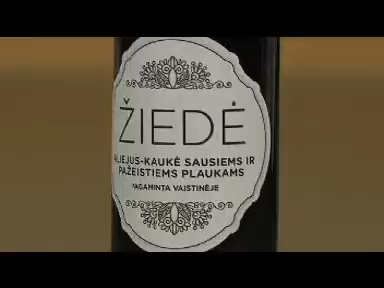 ŽIEDĖ
ALIEJUS-KAUKĖ SAUSIEMS IR
PAŽEISTIEMS PLAUKAMS
PAGAMINTA VAISTINĖJE